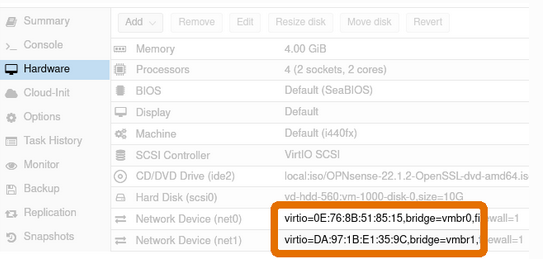 Summary
Console
Hardware
Cloud-Init
Options
Task History
Monitor
Backup
Replication
Snapshots
Add Remove Edit Resize disk Move disk Revert
Memory 4.00 GiB
Processors 4 (2 sockets, 2 cores)
BIOS Default (SeaBIOS)
Display Default
Machine Default (i440fx)
SCSI Controller VirtIO SCSI
CD/DVD Drive (ide2) local:iso/OPNsense-22.1.2-OpenSSL-dvd-amd64.is
Hard Disk (scsi0) vd-hdd-560:vm-1000-disk-0,size=10G
Network Device (net0) virtio=0E:76:8B:51:85:15,bridge=vmbr0,firewall=1
Network Device (net1) virtio=DA:97:1B:E1:35:9C,bridge=vmbr1,firewall=1